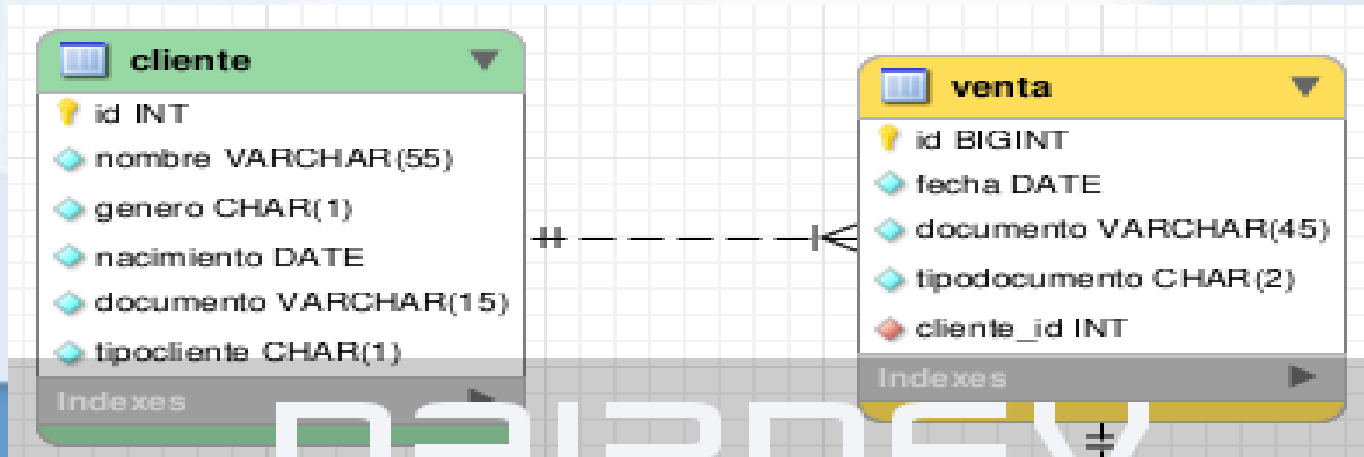 cliente
id INT
nombre VARCHAR(55)
genero CHAR(1)
nacimiento DATE
documento VARCHAR(15)
tipocliente CHAR(1)
Indexes
venta
id BIGINT
fecha DATE
documento VARCHAR(45)
tipodocumento CHAR(2)
cliente_id INT
Indexes